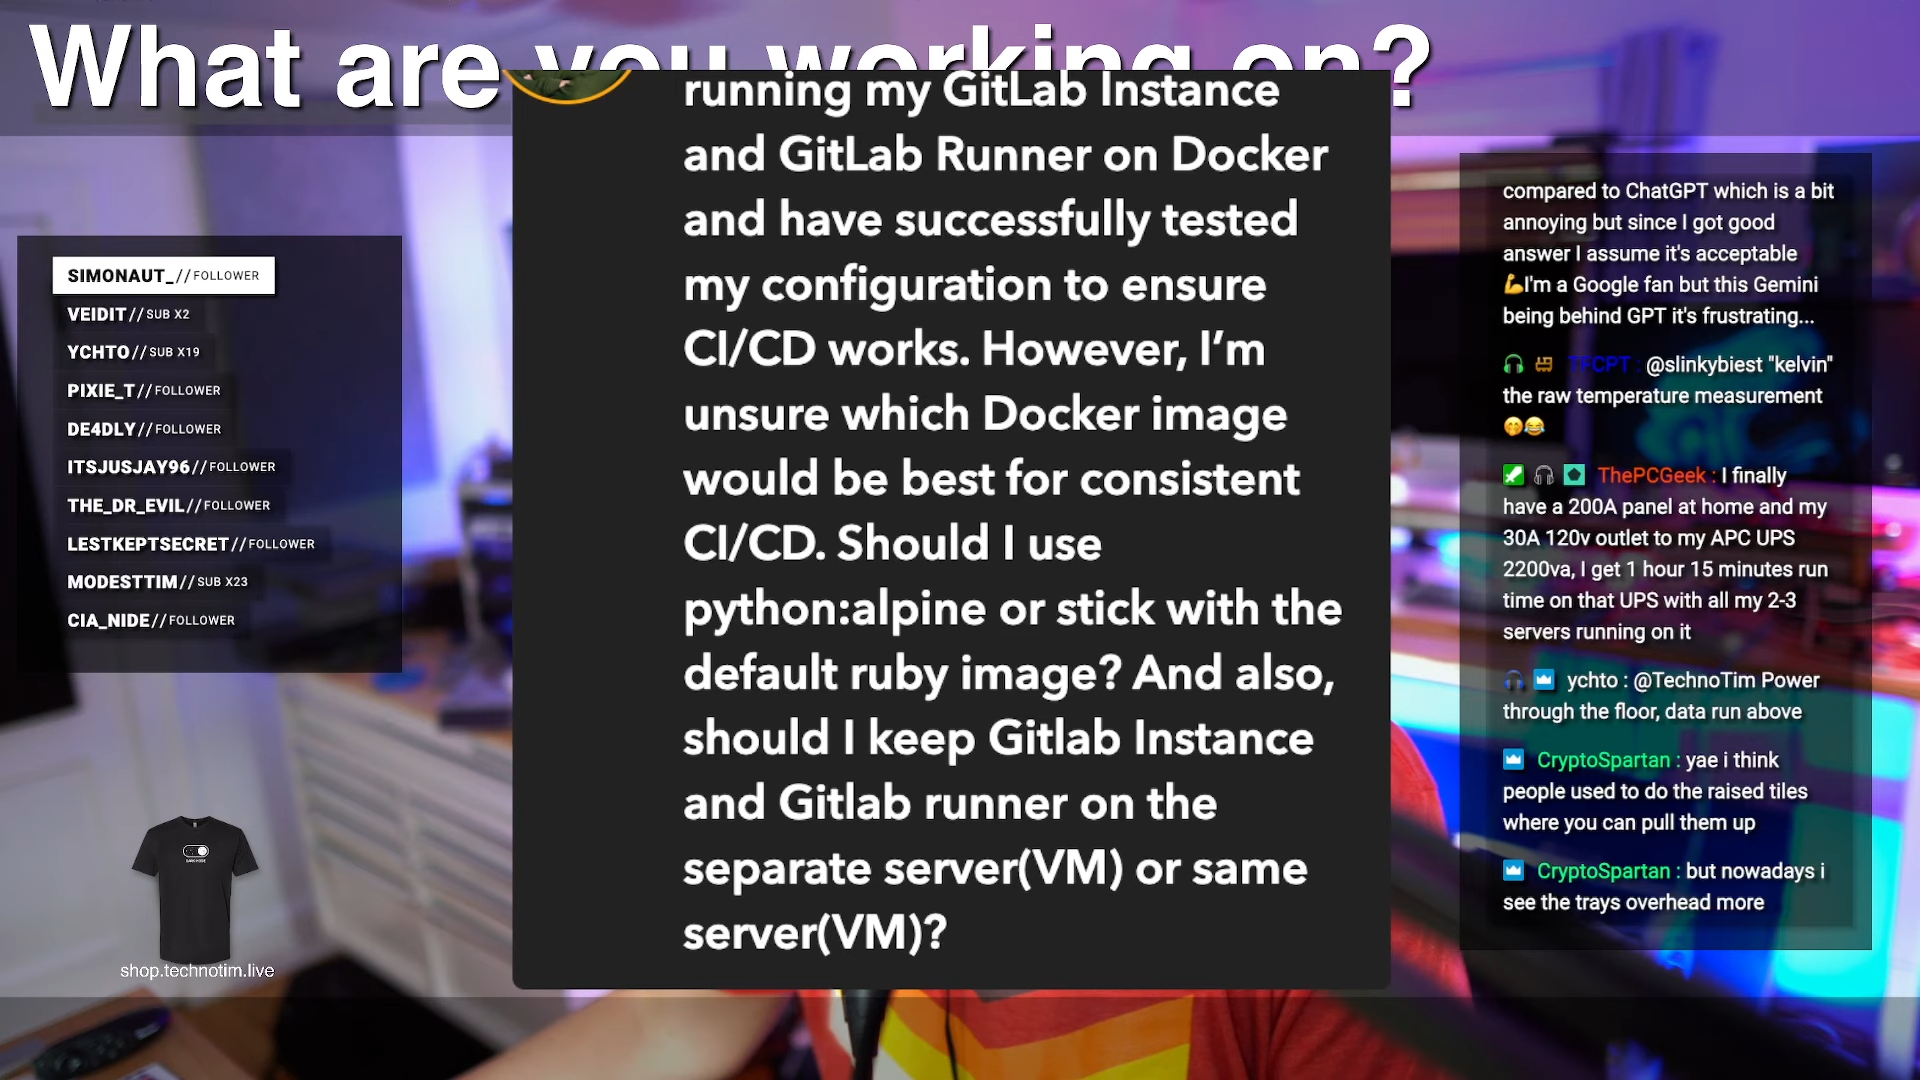 What are you working on?
running my GitLab Instance
and GitLab Runner on Docker
and have successfully tested
my configuration to ensure
CI/CD works. However, I’m
unsure which Docker image
would be best for consistent
CI/CD. Should I use
python:alpine or stick with the
default ruby image? And also,
should I keep Gitlab Instance
and Gitlab runner on the
separate server(VM) or same
server(VM)?
SIMONAUT_//FOLLOWER
VEIDIT//SUB X2
YCHTO//SUB X19
PIXIE_T//FOLLOWER
DE4DLY//FOLLOWER
ITSJUSJAY96//FOLLOWER
THE_DR_EVIL//FOLLOWER
LESTKEPTSECRET//FOLLOWER
MODESTTIM//SUB X23
CIA_NIDE//FOLLOWER
shop.technotim.live
compared to ChatGPT which is a bit
annoying but since I got good
answer I assume it's acceptable
💪I'm a Google fan but this Gemini
being behind GPT it's frustrating...
TFCPT : @slinkybiest "kelvin"
the raw temperature measurement
🤭😂
ThePCGeek : I finally
have a 200A panel at home and my
30A 120v outlet to my APC UPS
2200va, I get 1 hour 15 minutes run
time on that UPS with all my 2-3
servers running on it
ychto : @TechnoTim Power
through the floor, data run above
CryptoSpartan : yae i think
people used to do the raised tiles
where you can pull them up
CryptoSpartan : but nowadays i
see the trays overhead more